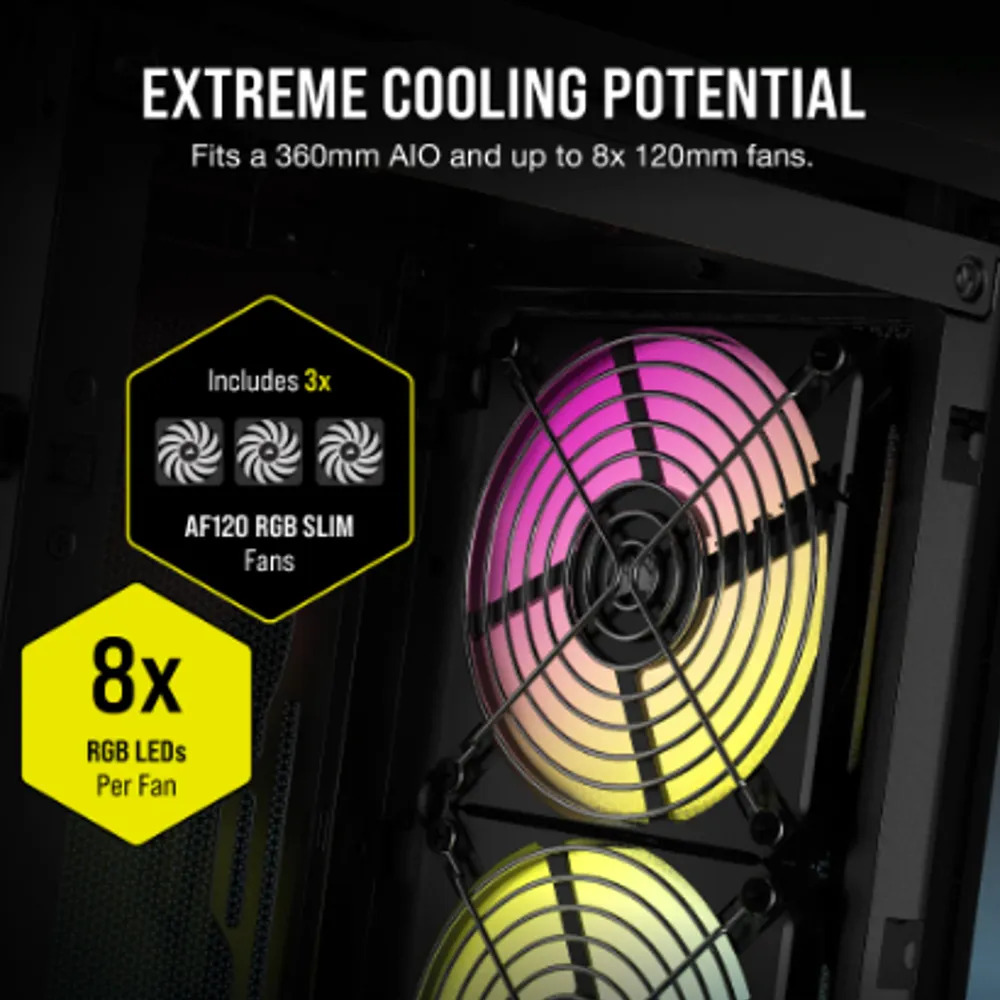 EXTREME COOLING POTENTIAL
Fits a 360mm AIO and up to 8x 120mm fans.
Includes 3x
AF120 RGB SLIM
Fans
8x
RGB LEDs
Per Fan